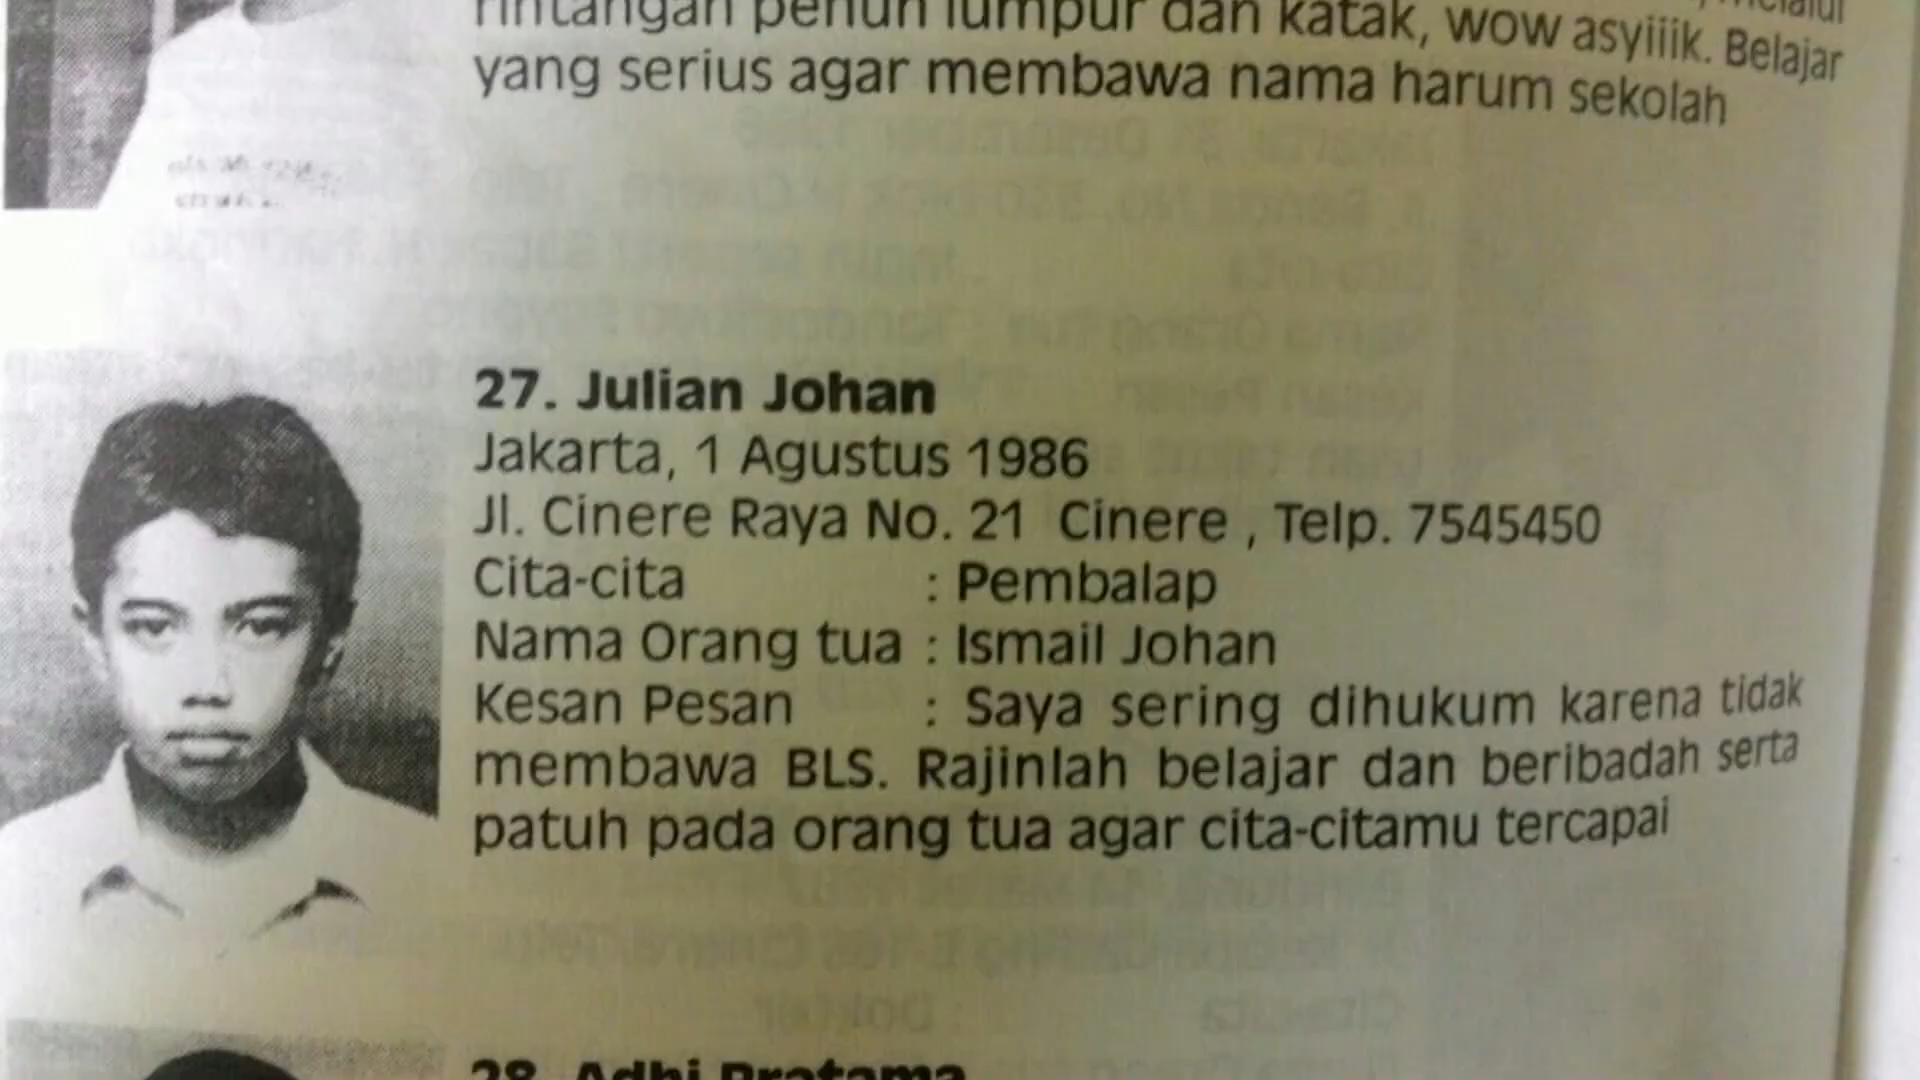 rintangan penuh lumpur dan katak, wow asyiiik. Belajar
yang serius agar membawa nama harum sekolah
27. Julian Johan
Jakarta, 1 Agustus 1986
Jl. Cinere Raya No. 21 Cinere , Telp. 7545450
Cita-cita : Pembalap
Nama Orang tua : Ismail Johan
Kesan Pesan : Saya sering dihukum karena tidak
membawa BLS. Rajinlah belajar dan beribadah serta
patuh pada orang tua agar cita-citamu tercapai
28. Adhi Pratama